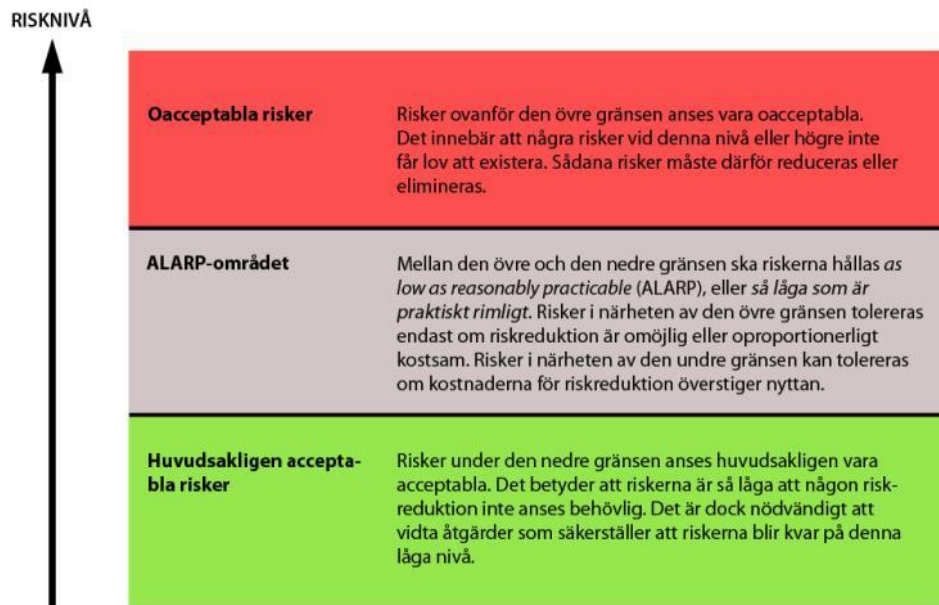 RISKNIVÅ
Oacceptabla risker
Risker ovanför den övre gränsen anses vara oacceptabla.
Det innebär att några risker vid denna nivå eller högre inte
får lov att existera. Sådana risker måste därför reduceras eller
elimineras.
ALARP-området
Mellan den övre och den nedre gränsen ska riskerna hållas as
low as reasonably practicable (ALARP), eller så låga som är
praktiskt rimligt. Risker i närheten av den övre gränsen tolereras
endast om riskreduktion är omöjlig eller oproportionerligt
kostsam. Risker i närheten av den undre gränsen kan tolereras
om kostnaderna för riskreduktion överstiger nyttan.
Huvudsakligen accepta-
bla risker
Risker under den nedre gränsen anses huvudsakligen vara
acceptabla. Det betyder att riskerna är så låga att någon risk-
reduktion inte anses behövlig. Det är dock nödvändigt att
vidta åtgärder som säkerställer att riskerna blir kvar på denna
låga nivå.